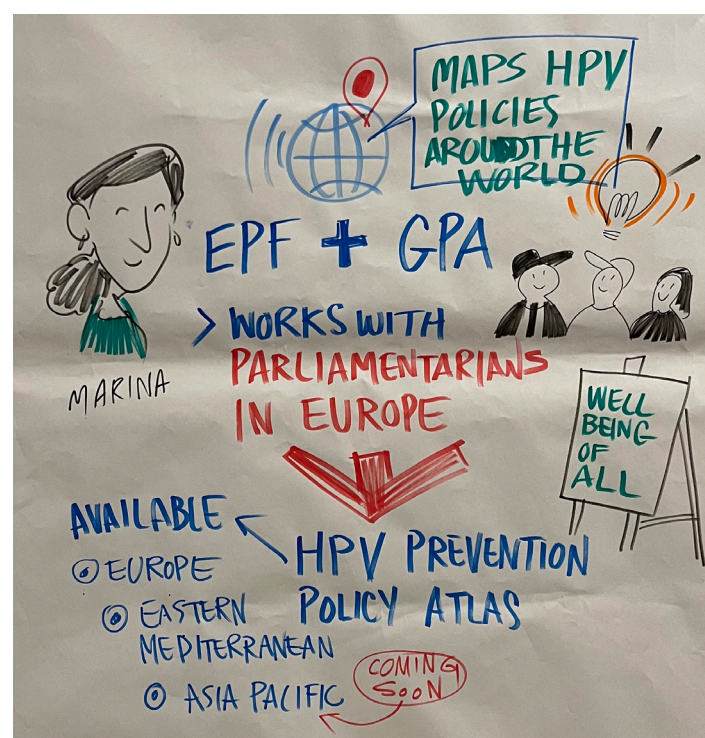 MAPS HPV
POLICIES
AROUND THE
WORLD
EPF + GPA
> WORKS WITH
PARLIAMENTARIANS
IN EUROPE
MARINA
WELL
BEING
OF
ALL
HPV PREVENTION
POLICY ATLAS
AVAILABLE
EUROPE
EASTERN
MEDITERRANEAN
ASIA PACIFIC
COMING
SOON